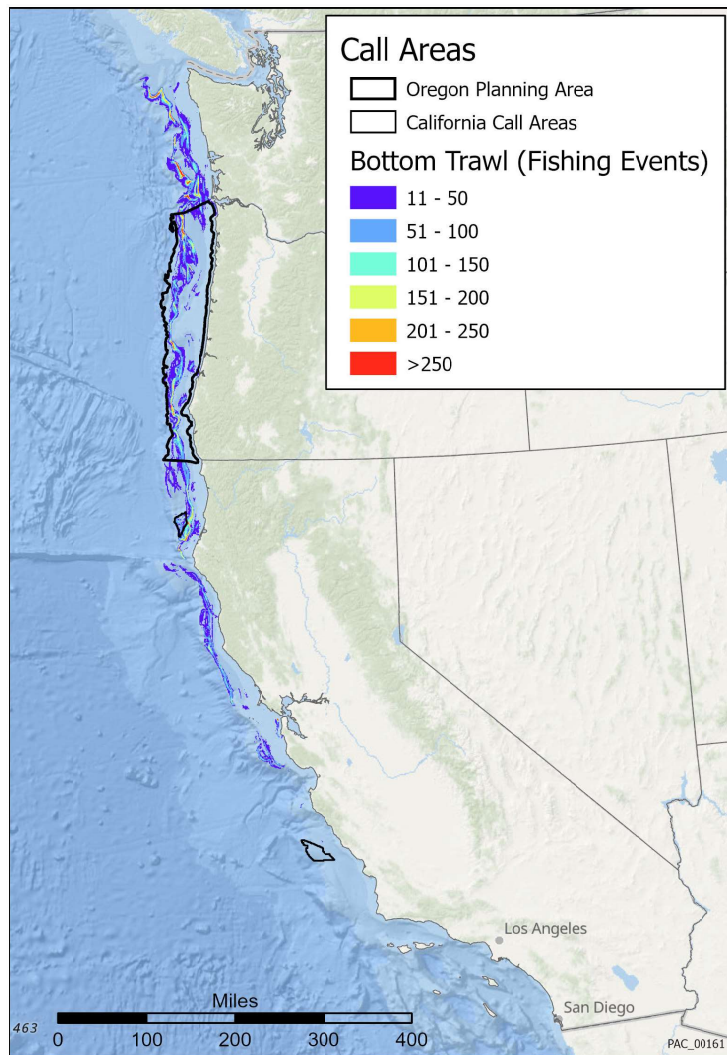 Call Areas
Oregon Planning Area
California Call Areas
Bottom Trawl (Fishing Events)
11 - 50
51 - 100
101 - 150
151 - 200
201 - 250
>250
Los Angeles
San Diego
Miles
463
0 100 200 300 400
PAC_00161